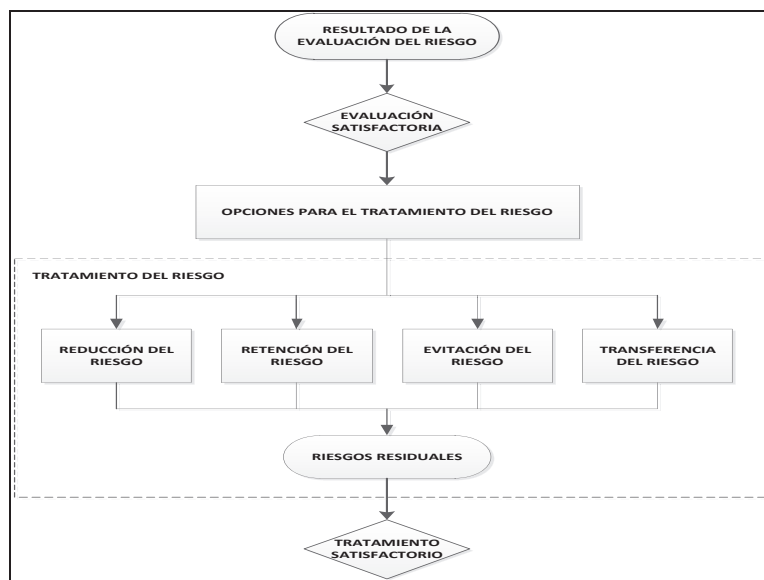 RESULTADO DE LA
EVALUACIÓN DEL RIESGO
EVALUACIÓN
SATISFACTORIA
OPCIONES PARA EL TRATAMIENTO DEL RIESGO
TRATAMIENTO DEL RIESGO
REDUCCIÓN DEL
RIESGO
RETENCIÓN DEL
RIESGO
EVITACIÓN DEL
RIESGO
TRANSFERENCIA
DEL RIESGO
RIESGOS RESIDUALES
TRATAMIENTO
SATISFACTORIO